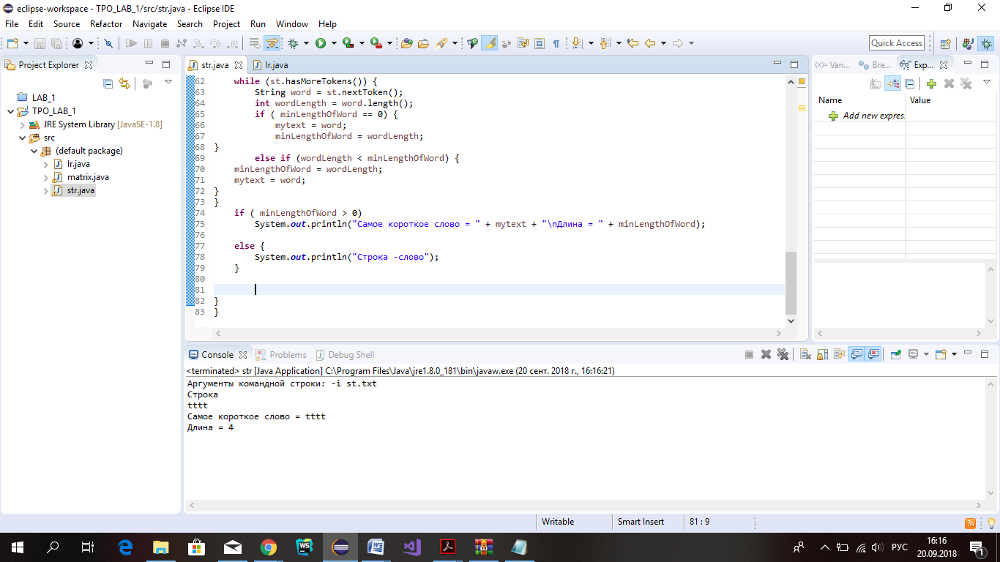 eclipse-workspace - TPO_LAB_1/src/str.java - Eclipse IDE
File Edit Source Refactor Navigate Search Project Run Window Help
Quick Access
Project Explorer
LAB_1
TPO_LAB_1
JRE System Library [JavaSE-1.8]
src
(default package)
lr.java
matrix.java
str.java
str.java lr.java
62 while (st.hasMoreTokens()) {
63 String word = st.nextToken();
64 int wordLength = word.length();
65 if ( minLengthOfWord == 0) {
66 mytext = word;
67 minLengthOfWord = wordLength;
68 }
69 else if (wordLength < minLengthOfWord) {
70 minLengthOfWord = wordLength;
71 mytext = word;
72 }
73 }
74 if ( minLengthOfWord > 0)
75 System.out.println("Самое короткое слово = " + mytext + "\nДлина = " + minLengthOfWord);
76
77 else {
78 System.out.println("Строка -слово");
79 }
80
81
82 }
83 }
(x)= Vari... Bre... Exp...
Name Value
Add new expres.
Console Problems Debug Shell
<terminated> str [Java Application] C:\Program Files\Java\jre1.8.0_181\bin\javaw.exe (20 сент. 2018 г., 16:16:21)
Аргументы командной строки: -i st.txt
Строка
tttt
Самое короткое слово = tttt
Длина = 4
Writable Smart Insert 81 : 9
РУС
16:16
20.09.2018
1